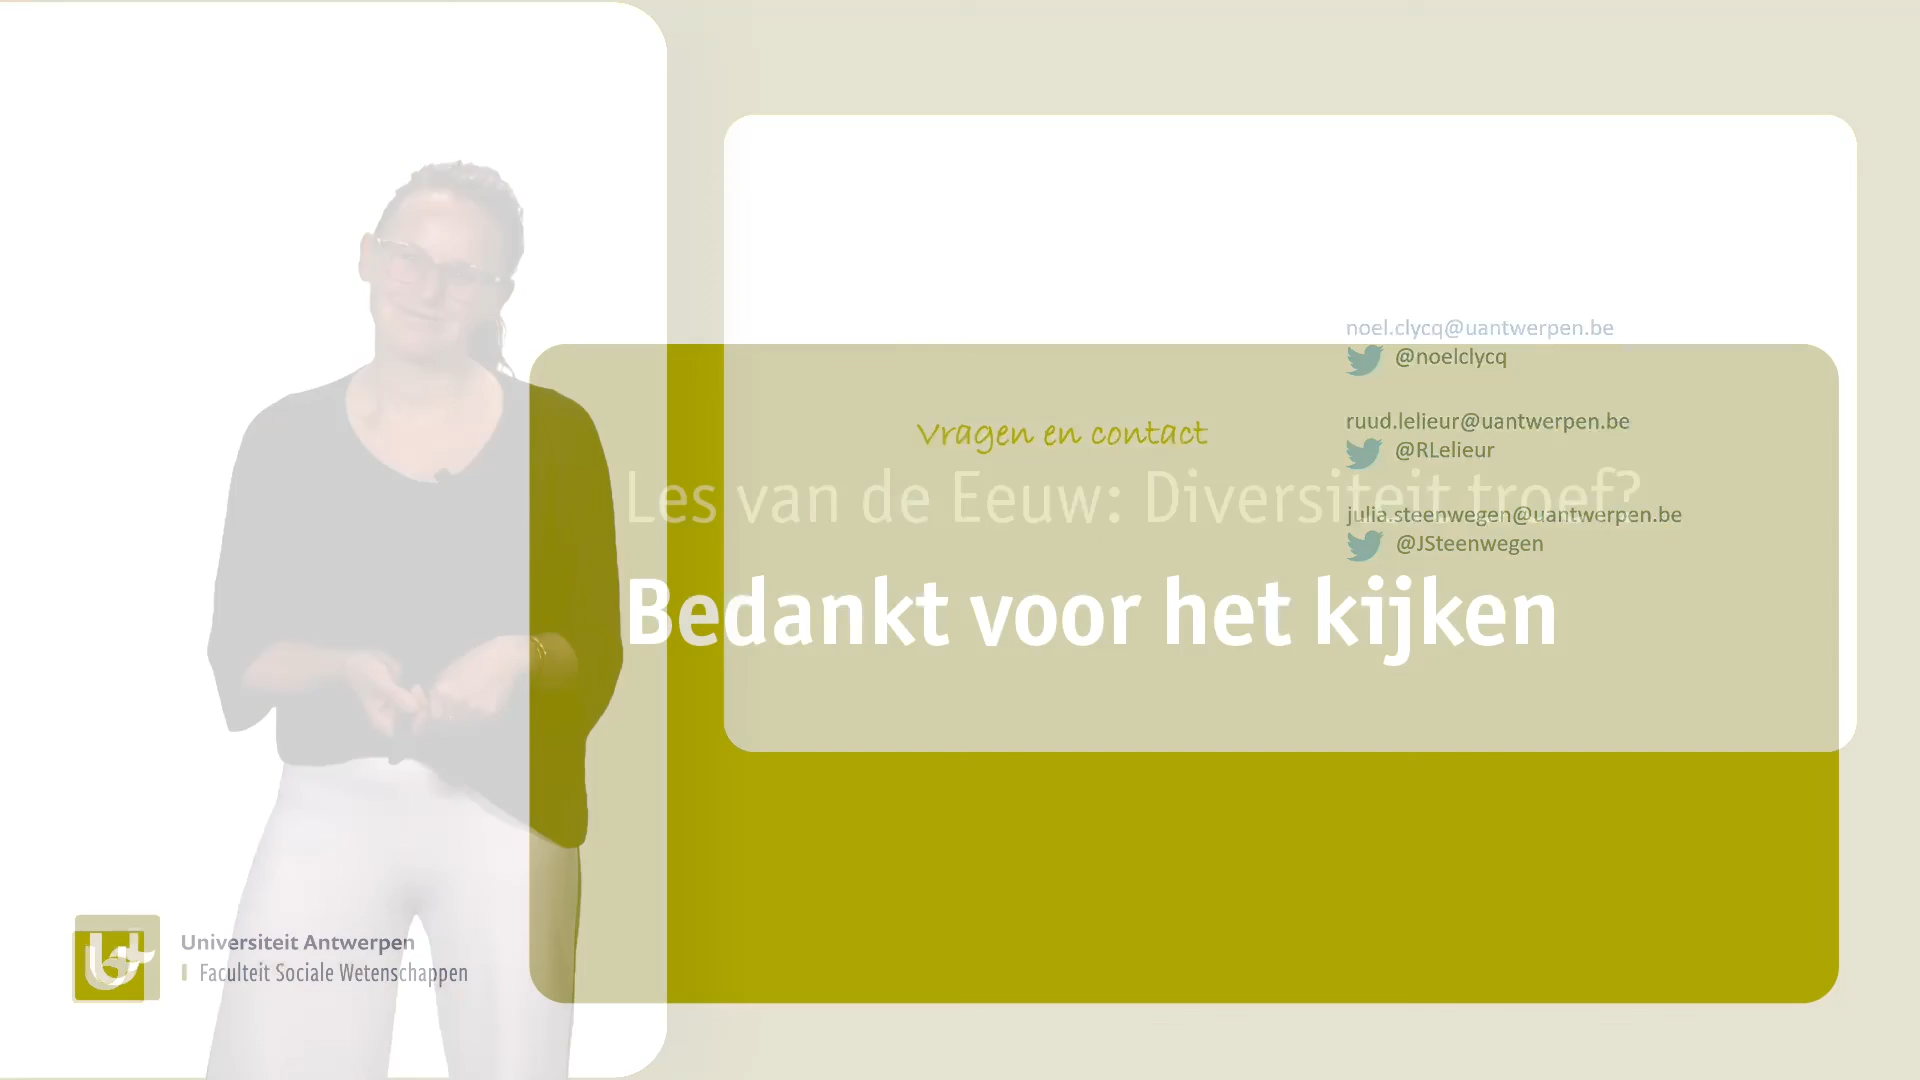 noel.clycq@uantwerpen.be
@noelclycq
Vragen en contact
ruud.lelieur@uantwerpen.be
@RLelieur
Les van de Eeuw: Diversiteit troef?
julia.steenwegen@uantwerpen.be
@JSteenwegen
Bedankt voor het kijken
Universiteit Antwerpen
Faculteit Sociale Wetenschappen